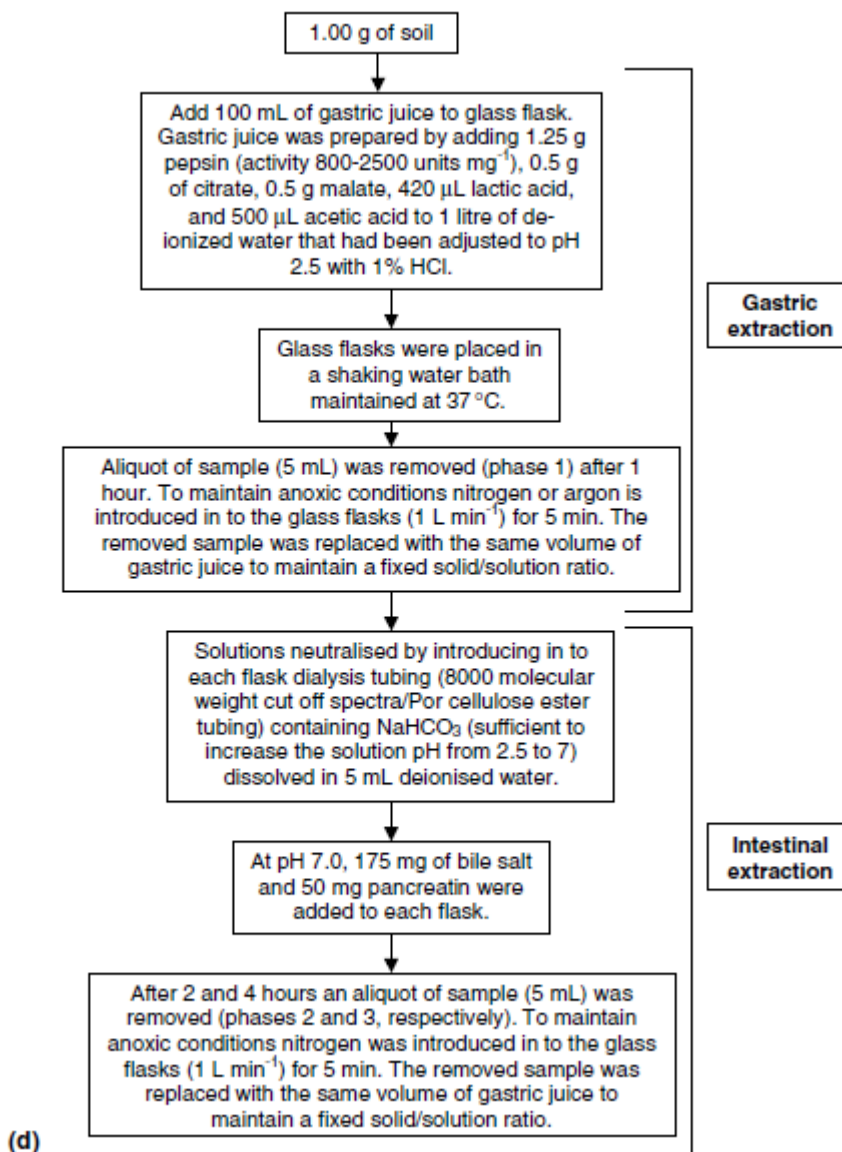 1.00 g of soil
Add 100 mL of gastric juice to glass flask.
Gastric juice was prepared by adding 1.25 g
pepsin (activity 800-2500 units mg⁻¹), 0.5 g
of citrate, 0.5 g malate, 420 μL lactic acid,
and 500 μL acetic acid to 1 litre of de-
ionized water that had been adjusted to pH
2.5 with 1% HCl.
Gastric
extraction
Glass flasks were placed in
a shaking water bath
maintained at 37 °C.
Aliquot of sample (5 mL) was removed (phase 1) after 1
hour. To maintain anoxic conditions nitrogen or argon is
introduced in to the glass flasks (1 L min⁻¹) for 5 min. The
removed sample was replaced with the same volume of
gastric juice to maintain a fixed solid/solution ratio.
Solutions neutralised by introducing in to
each flask dialysis tubing (8000 molecular
weight cut off spectra/Por cellulose ester
tubing) containing NaHCO₃ (sufficient to
increase the solution pH from 2.5 to 7)
dissolved in 5 mL deionised water.
Intestinal
extraction
At pH 7.0, 175 mg of bile salt
and 50 mg pancreatin were
added to each flask.
After 2 and 4 hours an aliquot of sample (5 mL) was
removed (phases 2 and 3, respectively). To maintain
anoxic conditions nitrogen was introduced in to the glass
flasks (1 L min⁻¹) for 5 min. The removed sample was
replaced with the same volume of gastric juice to
maintain a fixed solid/solution ratio.
(d)